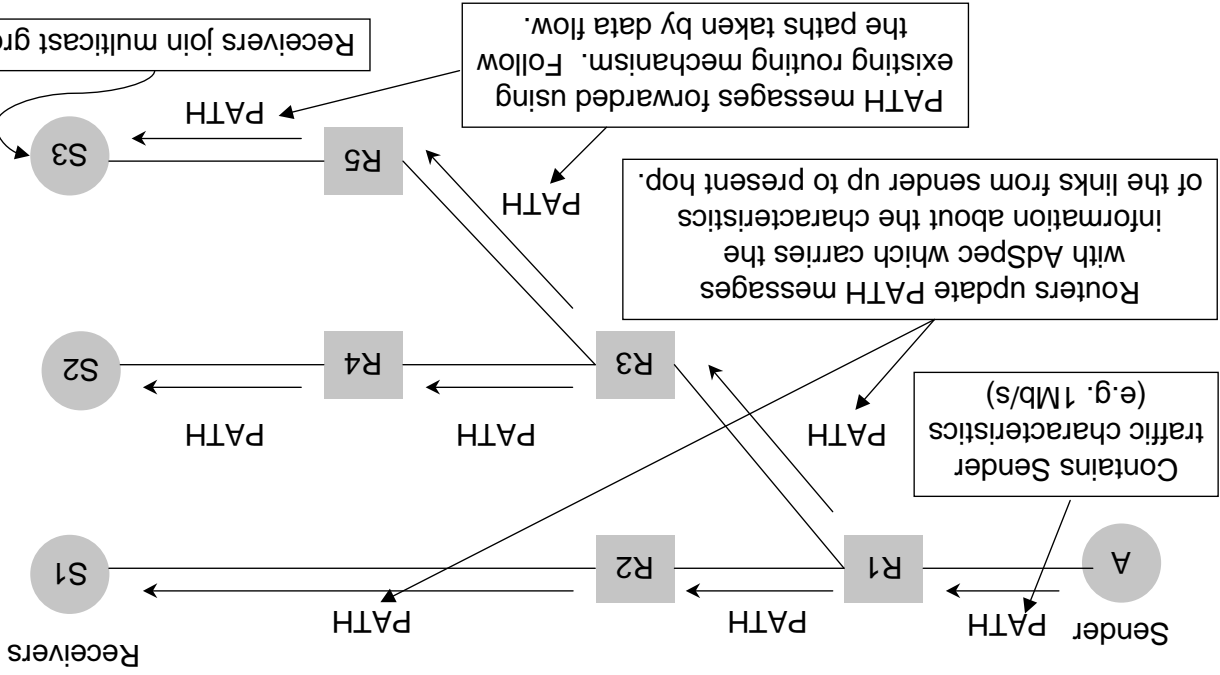 Sender
Receivers
PATH
PATH
PATH
A
R1
R2
S1
Contains Sender
traffic characteristics
(e.g. 1Mb/s)
PATH
PATH
PATH
R3
R4
S2
Routers update PATH messages
with AdSpec which carries the
information about the characteristics
of the links from sender up to present hop.
PATH
R5
S3
PATH
PATH messages forwarded using
existing routing mechanism. Follow
the paths taken by data flow.
Receivers join multicast